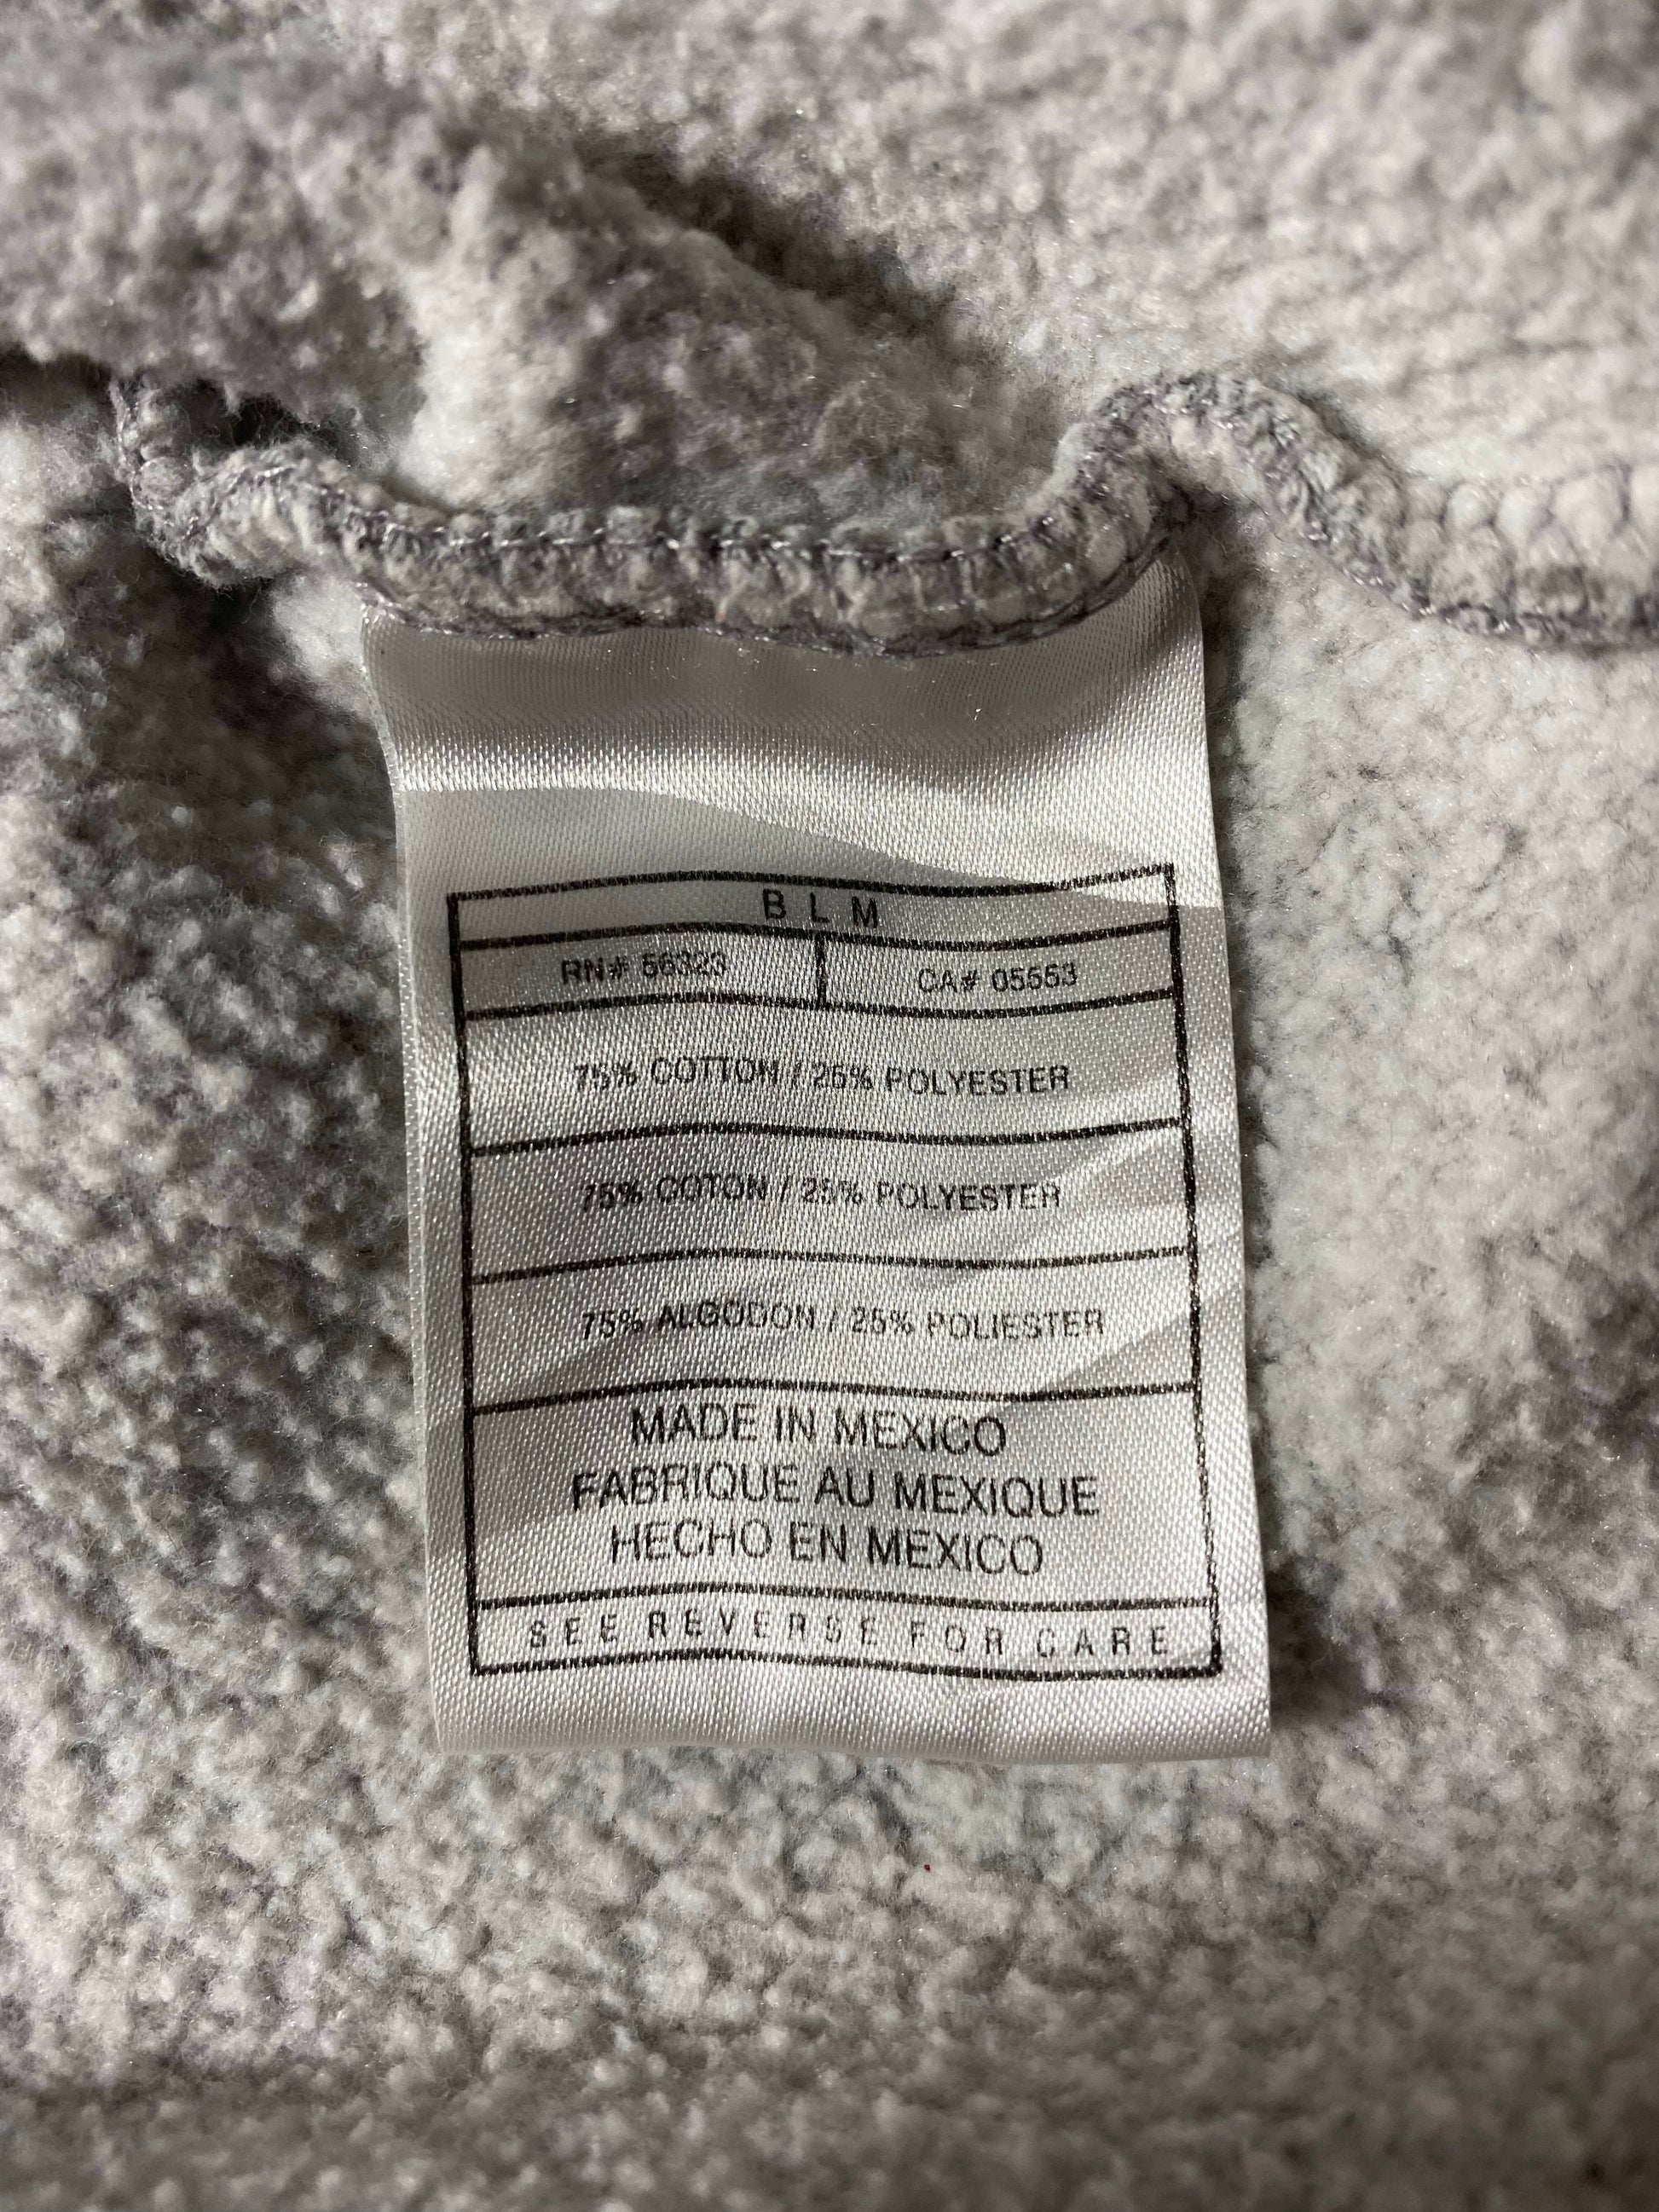 B L M
RN# 56323
CA# 05553
75% COTTON / 25% POLYESTER
75% COTON / 25% POLYESTER
75% ALGODON / 25% POLIESTER
MADE IN MEXICO
FABRIQUE AU MEXIQUE
HECHO EN MEXICO
SEE REVERSE FOR CARE